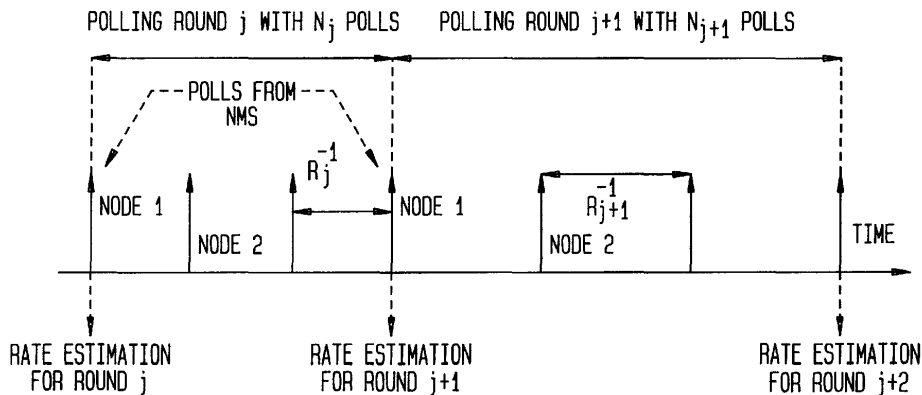 POLLING ROUND j WITH Nj POLLS
POLLING ROUND j+1 WITH Nj+1 POLLS
POLLS FROM
NMS
Rj-1
Rj+1-1
NODE 1
NODE 2
NODE 1
NODE 2
TIME
RATE ESTIMATION
FOR ROUND j
RATE ESTIMATION
FOR ROUND j+1
RATE ESTIMATION
FOR ROUND j+2